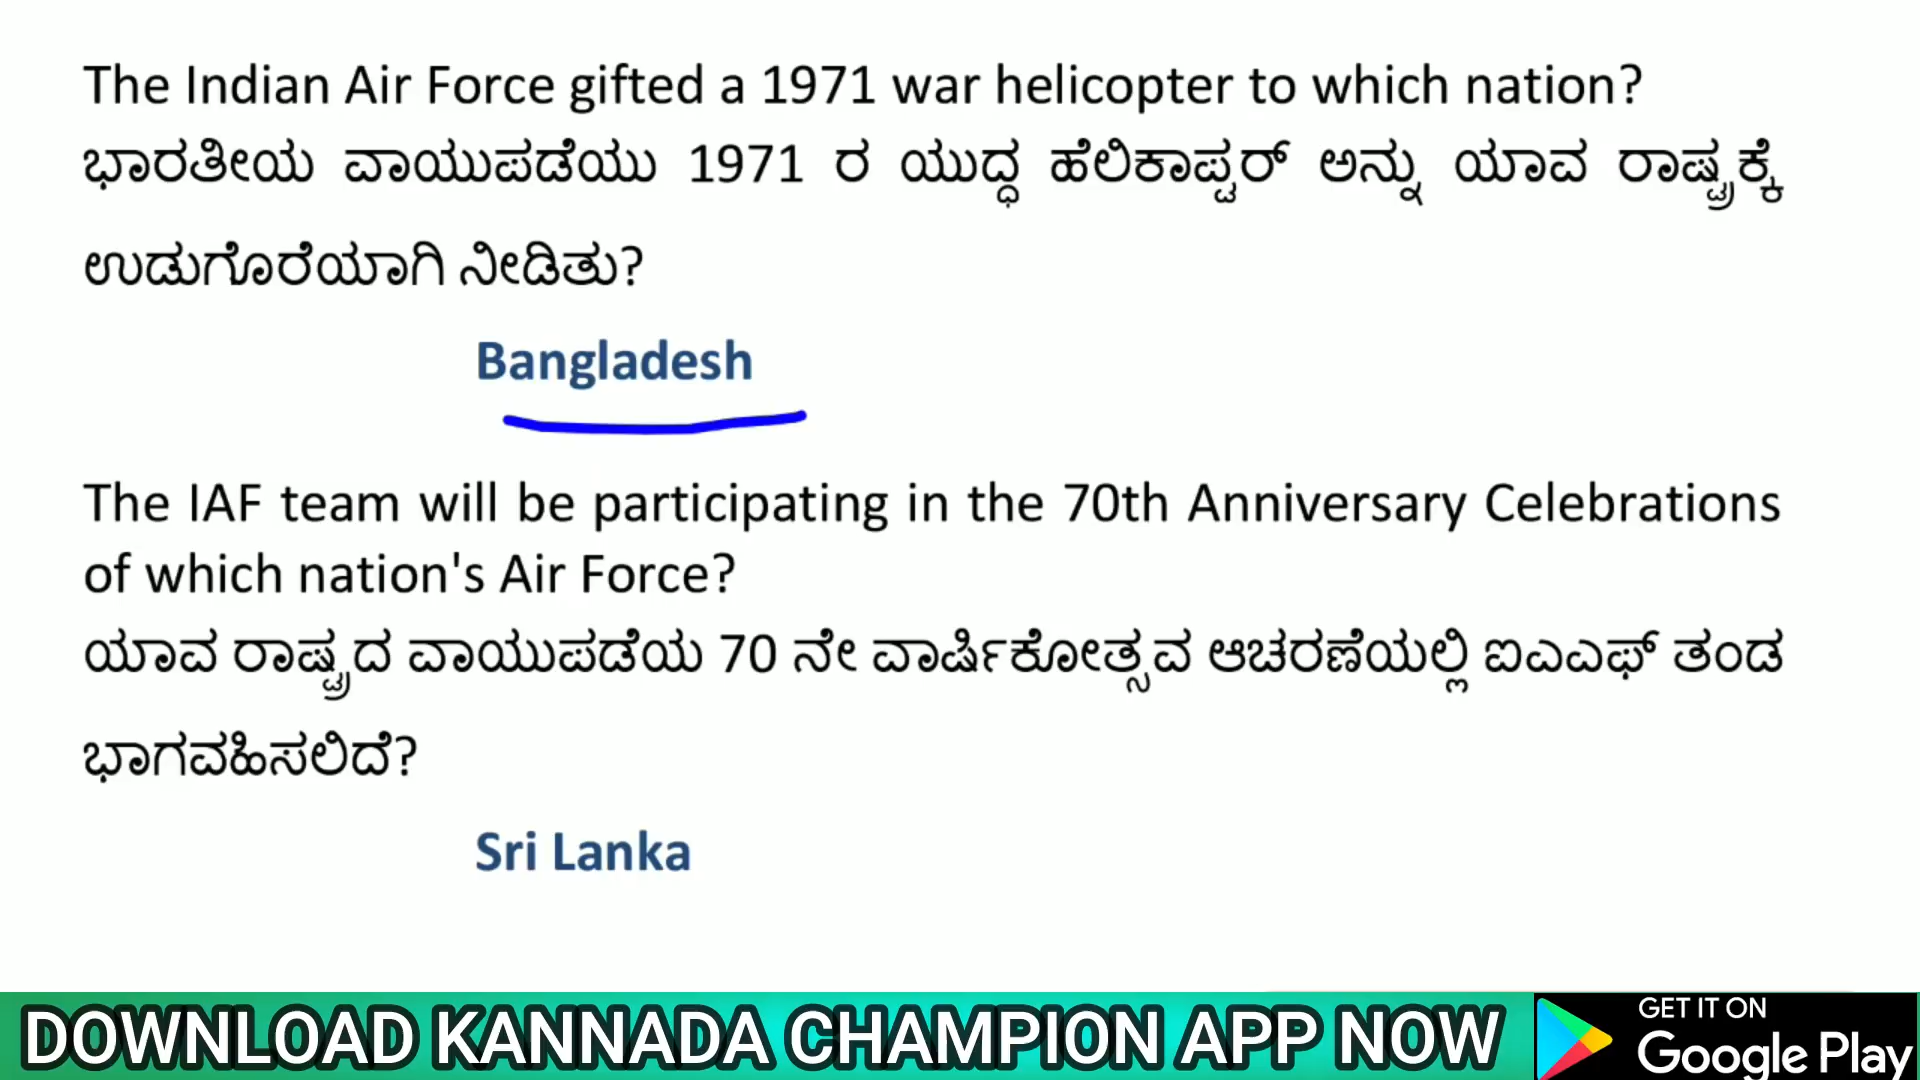 The Indian Air Force gifted a 1971 war helicopter to which nation?
ಭಾರತೀಯ ವಾಯುಪಡೆಯು 1971 ರ ಯುದ್ಧ ಹೆಲಿಕಾಪ್ಟರ್ ಅನ್ನು ಯಾವ ರಾಷ್ಟ್ರಕ್ಕೆ
ಉಡುಗೊರೆಯಾಗಿ ನೀಡಿತು?
Bangladesh
The IAF team will be participating in the 70th Anniversary Celebrations
of which nation's Air Force?
ಯಾವ ರಾಷ್ಟ್ರದ ವಾಯುಪಡೆಯ 70 ನೇ ವಾರ್ಷಿಕೋತ್ಸವ ಆಚರಣೆಯಲ್ಲಿ ಐಎಎಫ್ ತಂಡ
ಭಾಗವಹಿಸಲಿದೆ?
Sri Lanka
DOWNLOAD KANNADA CHAMPION APP NOW
GET IT ON
Google Play